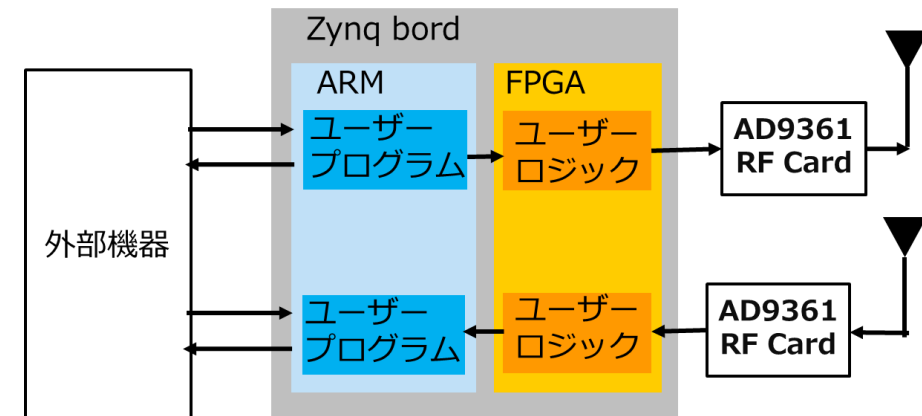 Zynq bord
ARM
FPGA
ユーザー
プログラム
ユーザー
ロジック
AD9361
RF Card
外部機器
ユーザー
プログラム
ユーザー
ロジック
AD9361
RF Card